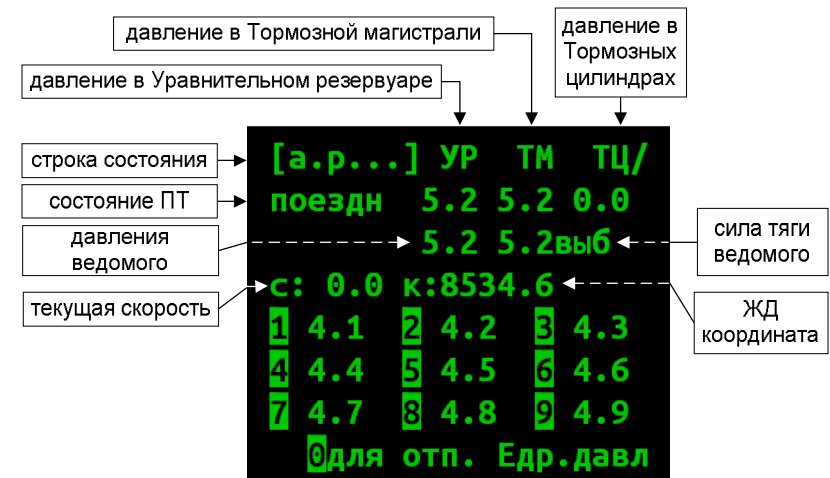 давление в Тормозной магистрали
давление в
Тормозных
цилиндрах
давление в Уравнительном резервуаре
строка состояния
[а.р...] УР ТМ ТЦ/
состояние ПТ
поездн 5.2 5.2 0.0
давления
ведомого
5.2 5.2выб
сила тяги
ведомого
текущая скорость
с: 0.0 к:8534.6
ЖД
координата
1 4.1 2 4.2 3 4.3
4 4.4 5 4.5 6 4.6
7 4.7 8 4.8 9 4.9
0для отп. Едр.давл